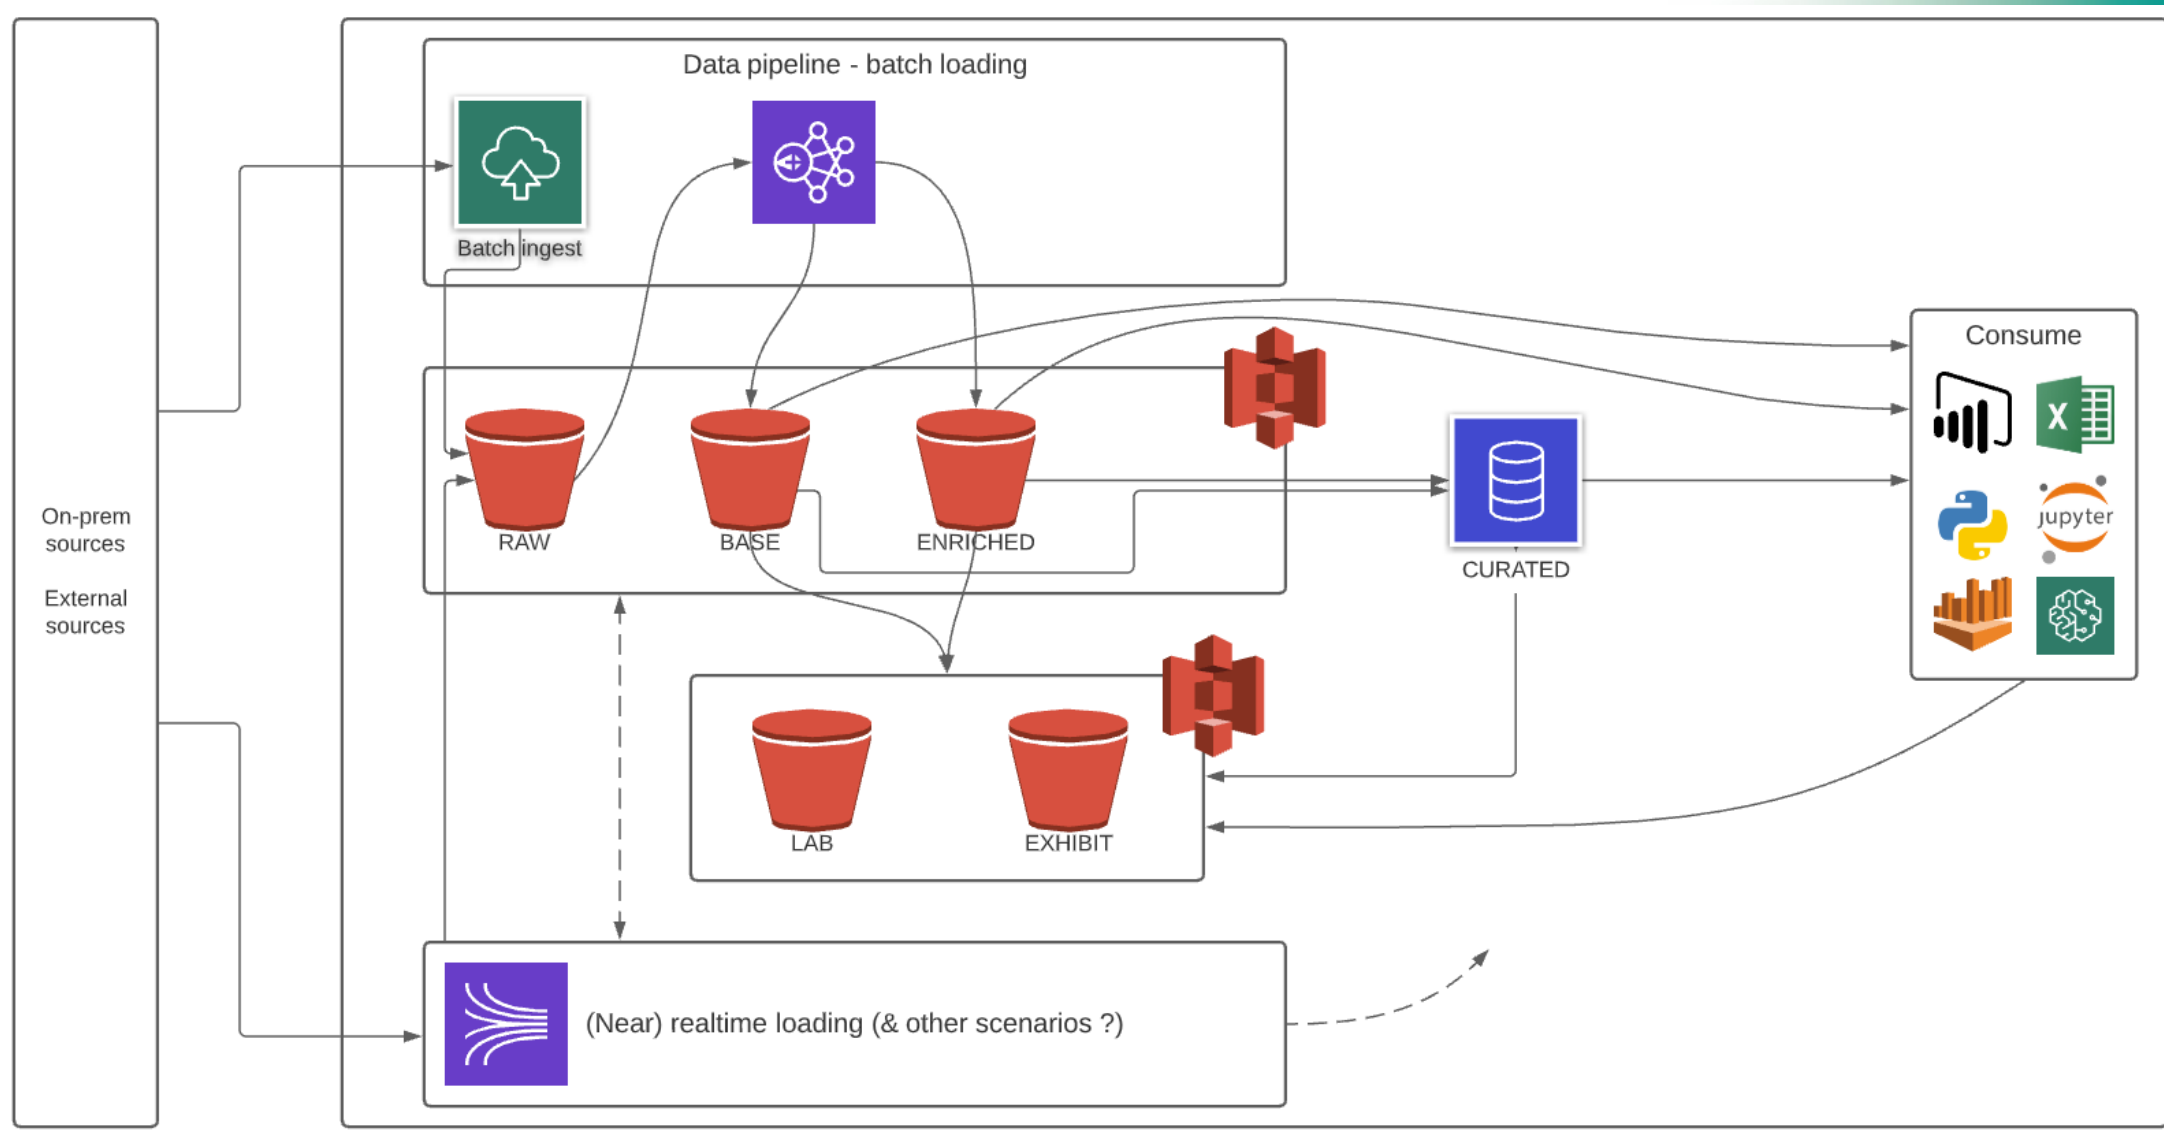 On-prem
sources
External
sources
Data pipeline - batch loading
Batch ingest
RAW
BASE
ENRICHED
CURATED
Consume
X
jupyter
LAB
EXHIBIT
(Near) realtime loading (& other scenarios ?)